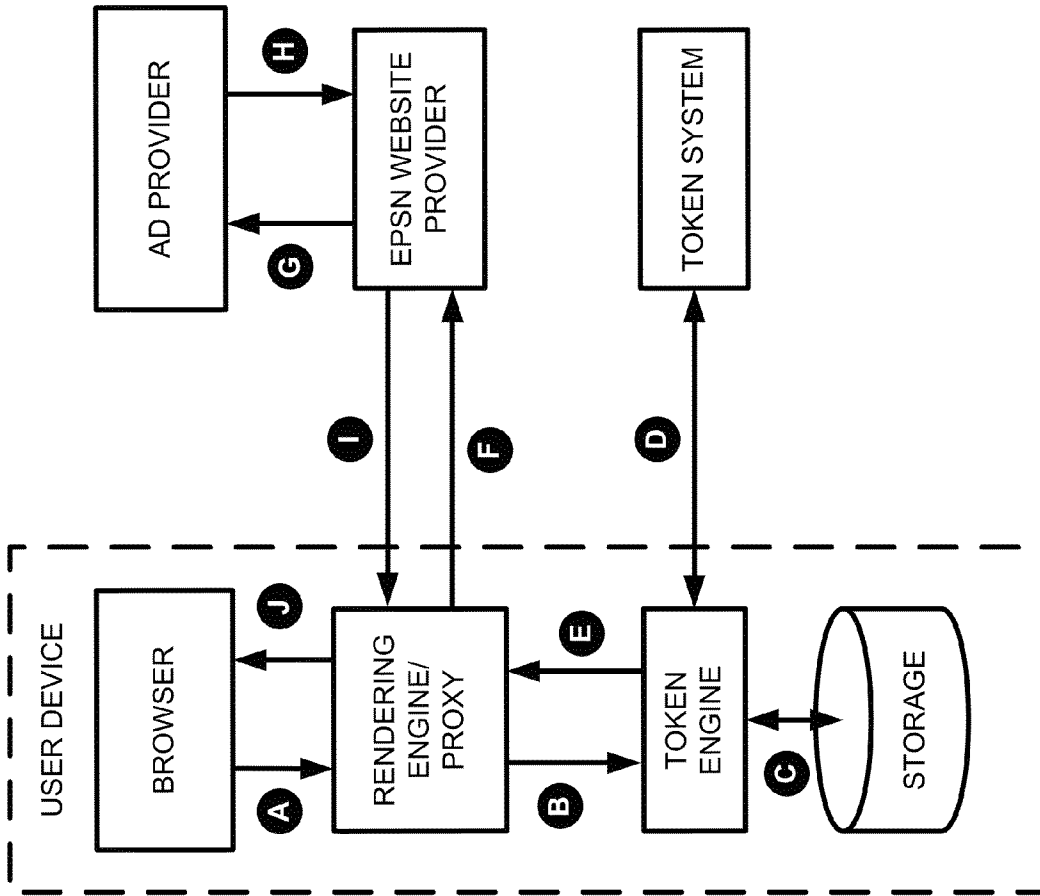 USER DEVICE
BROWSER
A
J
RENDERING
ENGINE/
PROXY
B
E
TOKEN
ENGINE
C
STORAGE
I
F
D
AD PROVIDER
G
H
EPSN WEBSITE
PROVIDER
TOKEN SYSTEM